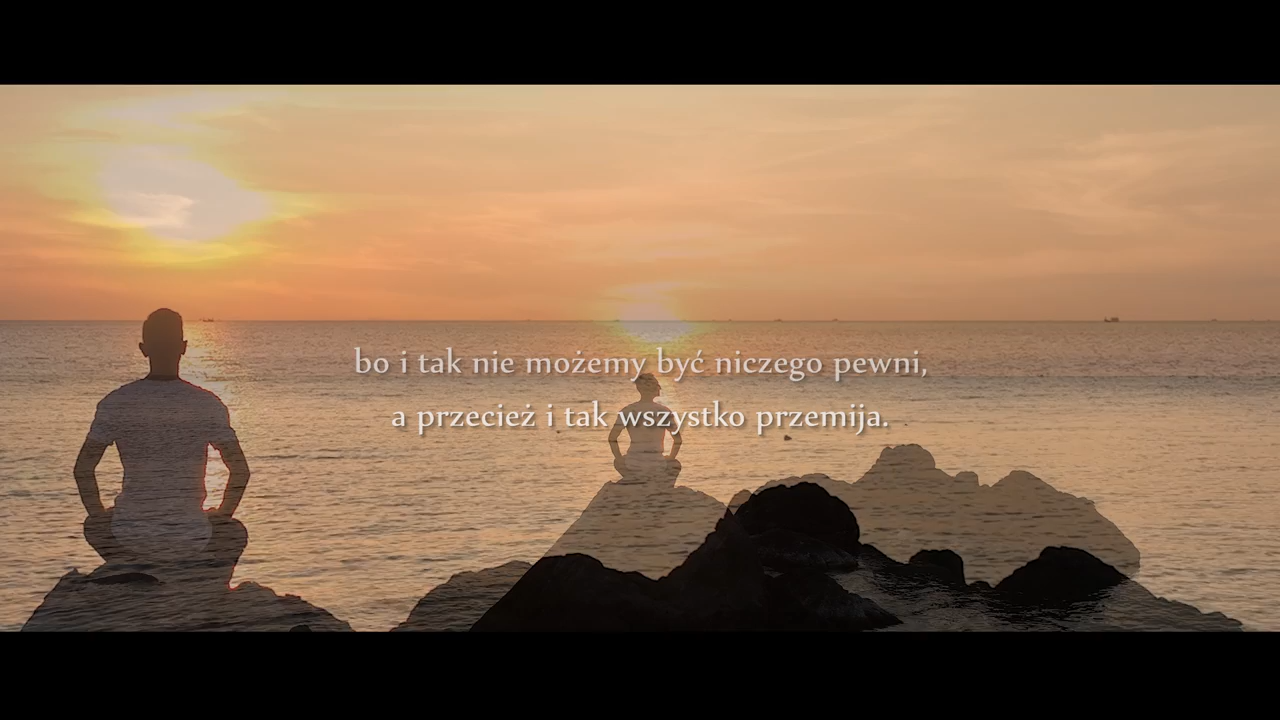 bo i tak nie możemy być niczego pewni,
a przecież i tak wszystko przemija.